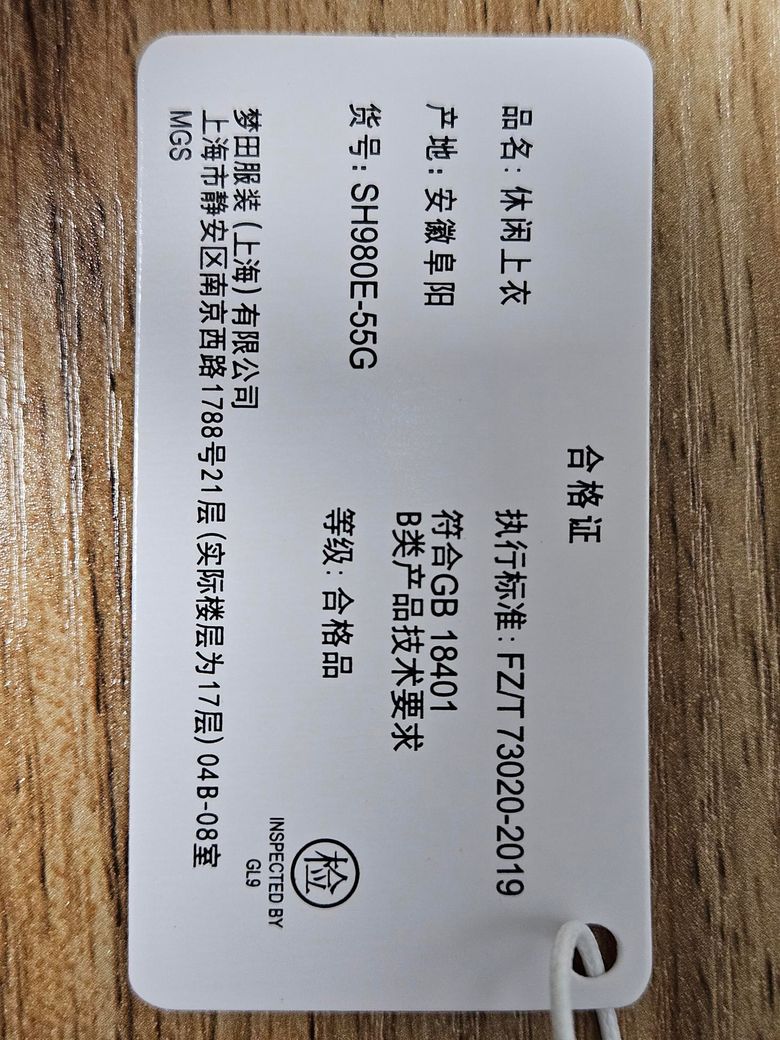 合格证
品名：休闲上衣
产地：安徽阜阳
货号：SH980E-55G
执行标准：FZ/T 73020-2019
符合GB 18401
B类产品技术要求
等级：合格品
检
INSPECTED BY
GL9
梦田服装（上海）有限公司
上海市静安区南京西路1788号21层（实际楼层为17层）04B-08室
MGS